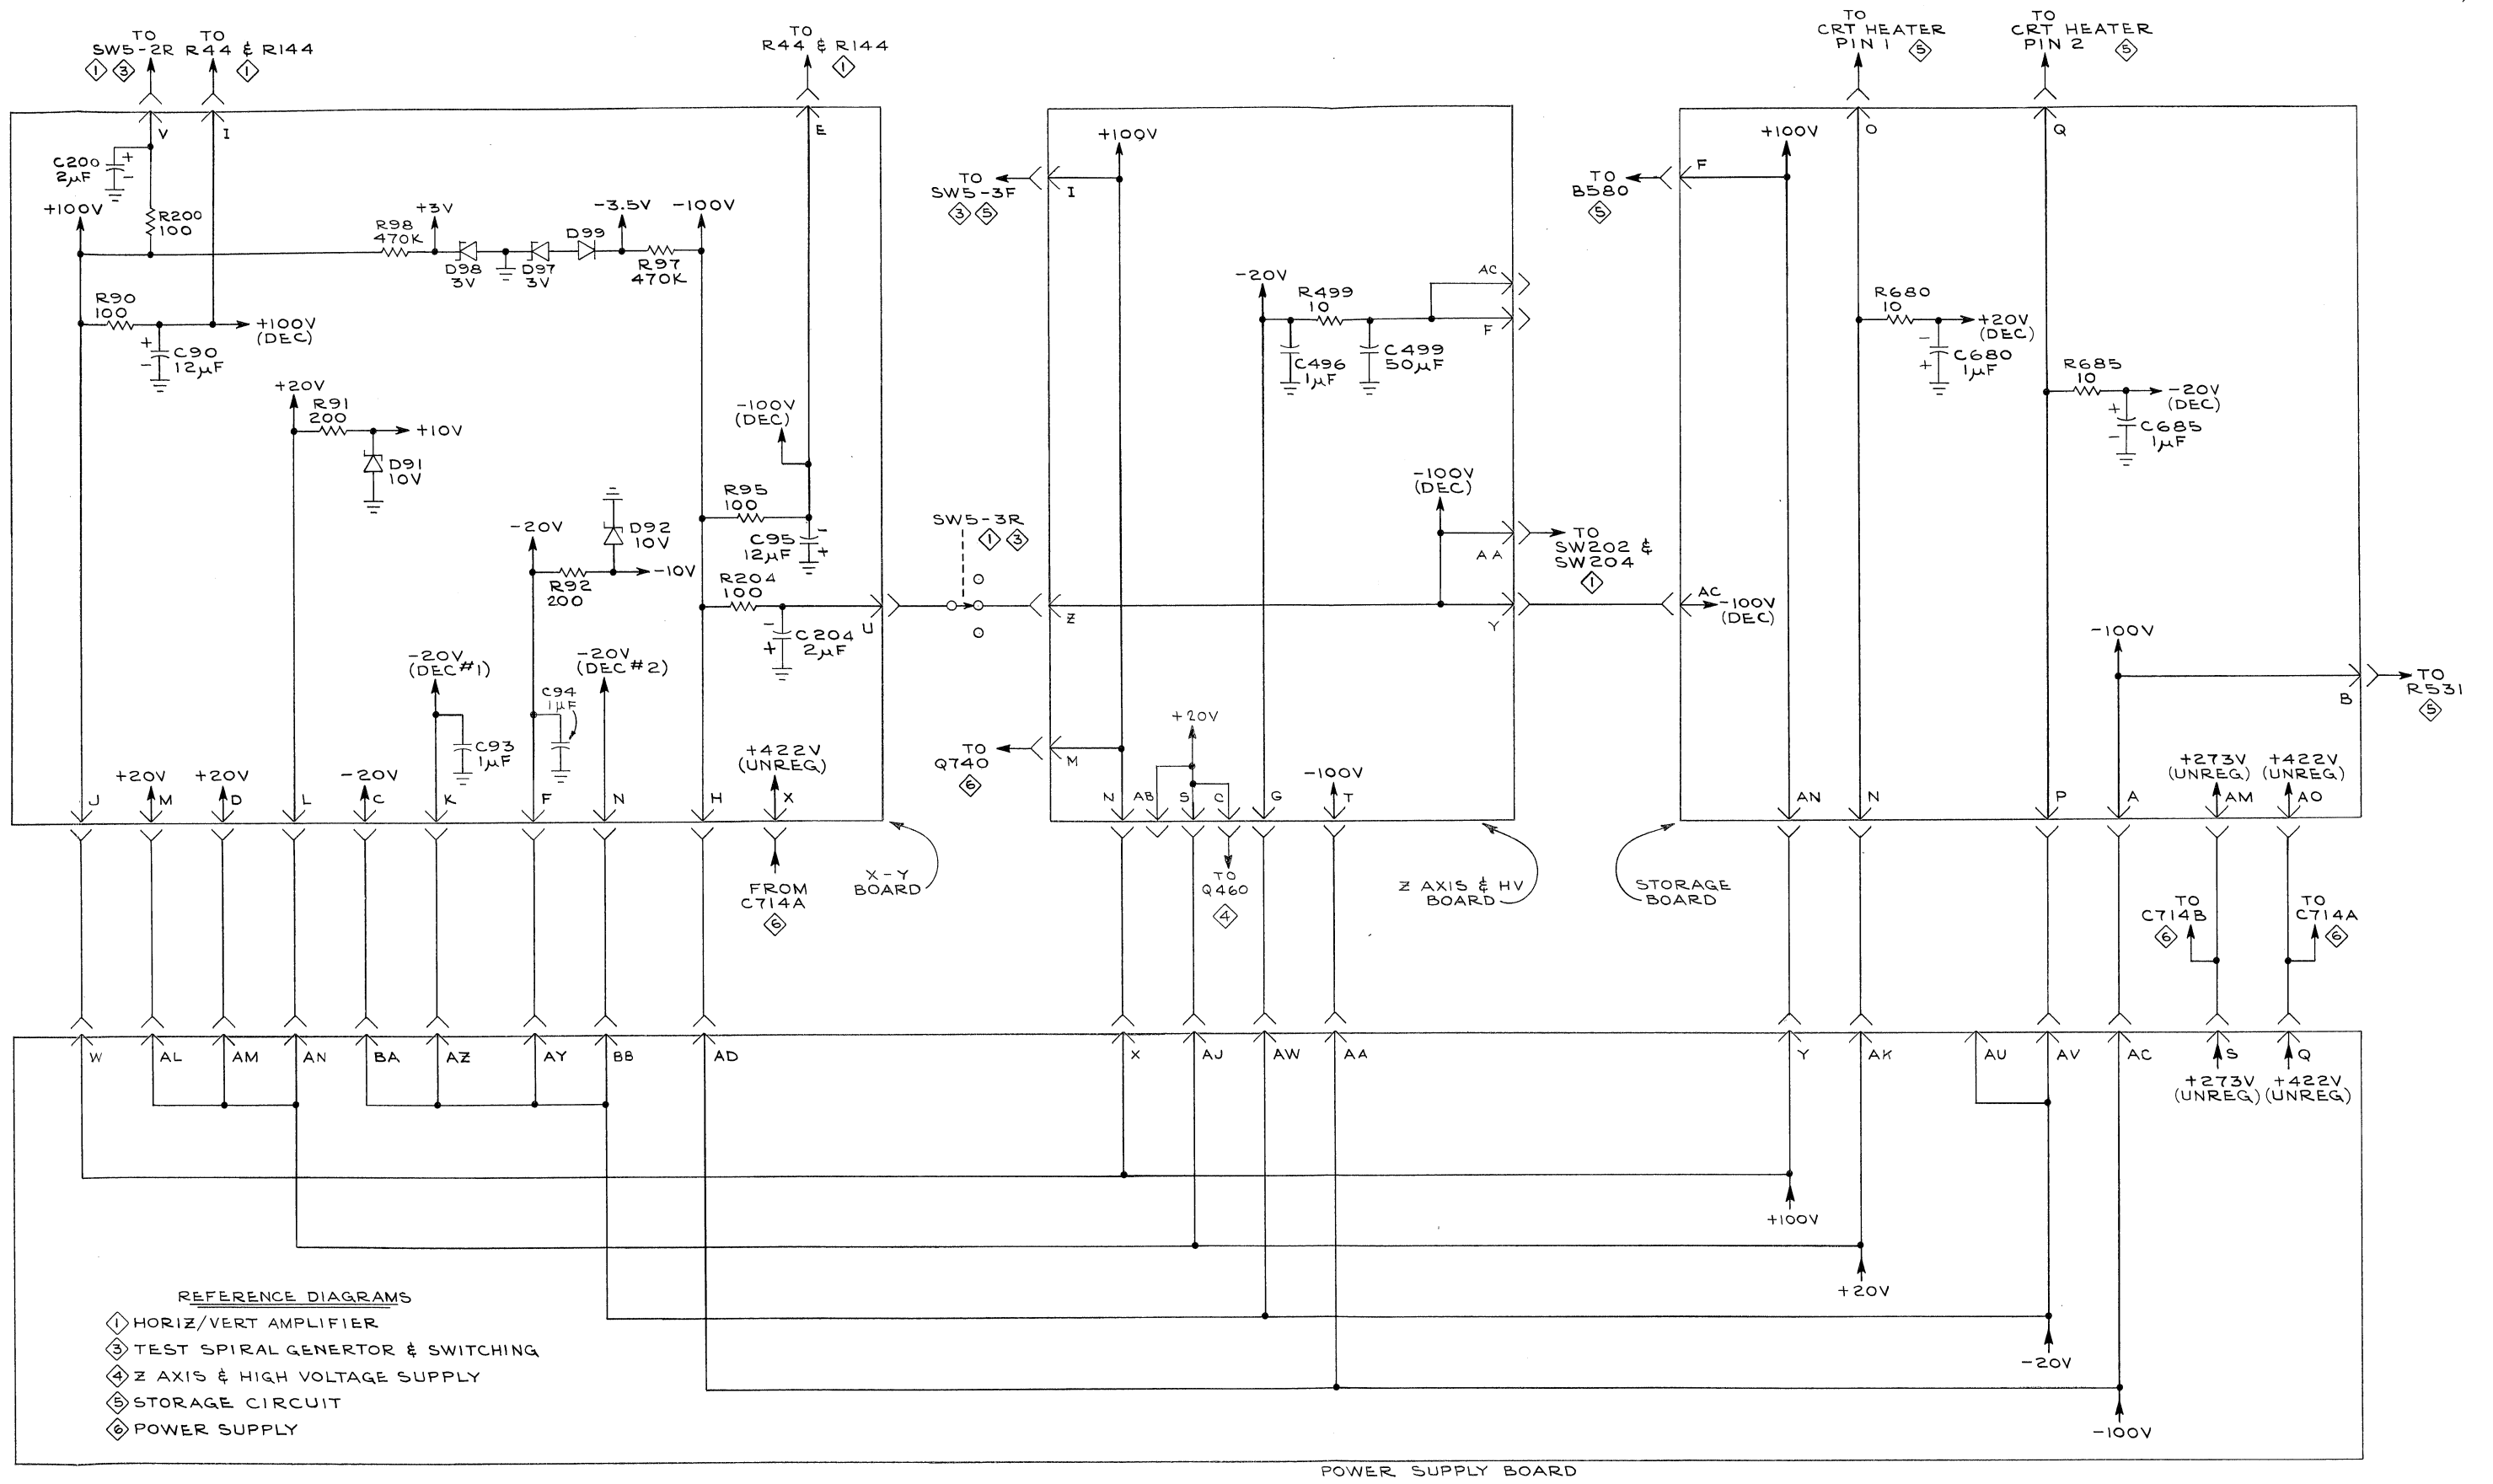 TO
SW5-2R
1 3
TO
R44 & R144
1
TO
R44 & R144
1
TO
CRT HEATER
PIN 1
5
TO
CRT HEATER
PIN 2
5
V
I
E
C200
2µF
+
-
+100V
R200
100
R98
470K
+3V
D98
3V
D97
3V
D99
-3.5V
R97
470K
-100V
R90
100
+100V
(DEC)
+
-
C90
12µF
+20V
R91
200
+10V
D91
10V
-100V
(DEC)
R95
100
-
C95
12µF
+
-20V
D92
10V
R92
200
-10V
R204
100
U
-
+
C204
2µF
-20V
(DEC#1)
C93
1µF
C94
1µF
-20V
(DEC#2)
+422V
(UNREG)
J
+20V
M
+20V
D
L
-20V
C
K
F
N
H
X
FROM
C714A
6
X-Y
BOARD
SW5-3R
1 3
+100V
TO
SW5-3F
3 5
I
-20V
R499
10
AC
F
C496
1µF
C499
50µF
-100V
(DEC)
AA
TO
SW202 &
SW204
1
Z
Y
TO
Q740
6
M
+20V
-100V
N
AB
S
C
G
T
TO
Q460
4
Z AXIS & HV
BOARD
+100V
O
Q
TO
B580
5
F
R680
10
+20V
(DEC)
-
+
C680
1µF
R685
10
-20V
(DEC)
+
-
C685
1µF
AC
-100V
(DEC)
-100V
B
TO
R531
5
+273V
(UNREG)
+422V
(UNREG)
AN
N
P
A
AM
AO
STORAGE
BOARD
TO
C714B
6
TO
C714A
6
W
AL
AM
AN
BA
AZ
AY
BB
AD
X
AJ
AW
AA
Y
AK
AU
AV
AC
S
Q
+273V
(UNREG)
+422V
(UNREG)
+100V
+20V
-20V
-100V
REFERENCE DIAGRAMS
1 HORIZ/VERT AMPLIFIER
3 TEST SPIRAL GENERTOR & SWITCHING
4 Z AXIS & HIGH VOLTAGE SUPPLY
5 STORAGE CIRCUIT
6 POWER SUPPLY
POWER SUPPLY BOARD